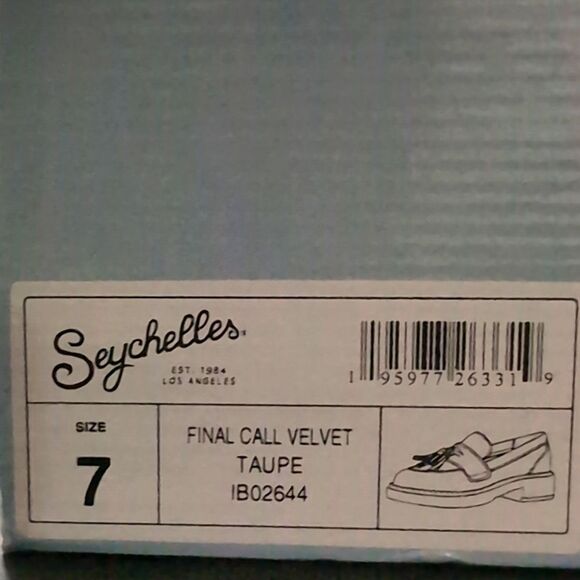 Seychelles
EST. 1984
LOS ANGELES
1 95977 26331 9
SIZE
7
FINAL CALL VELVET
TAUPE
IB02644